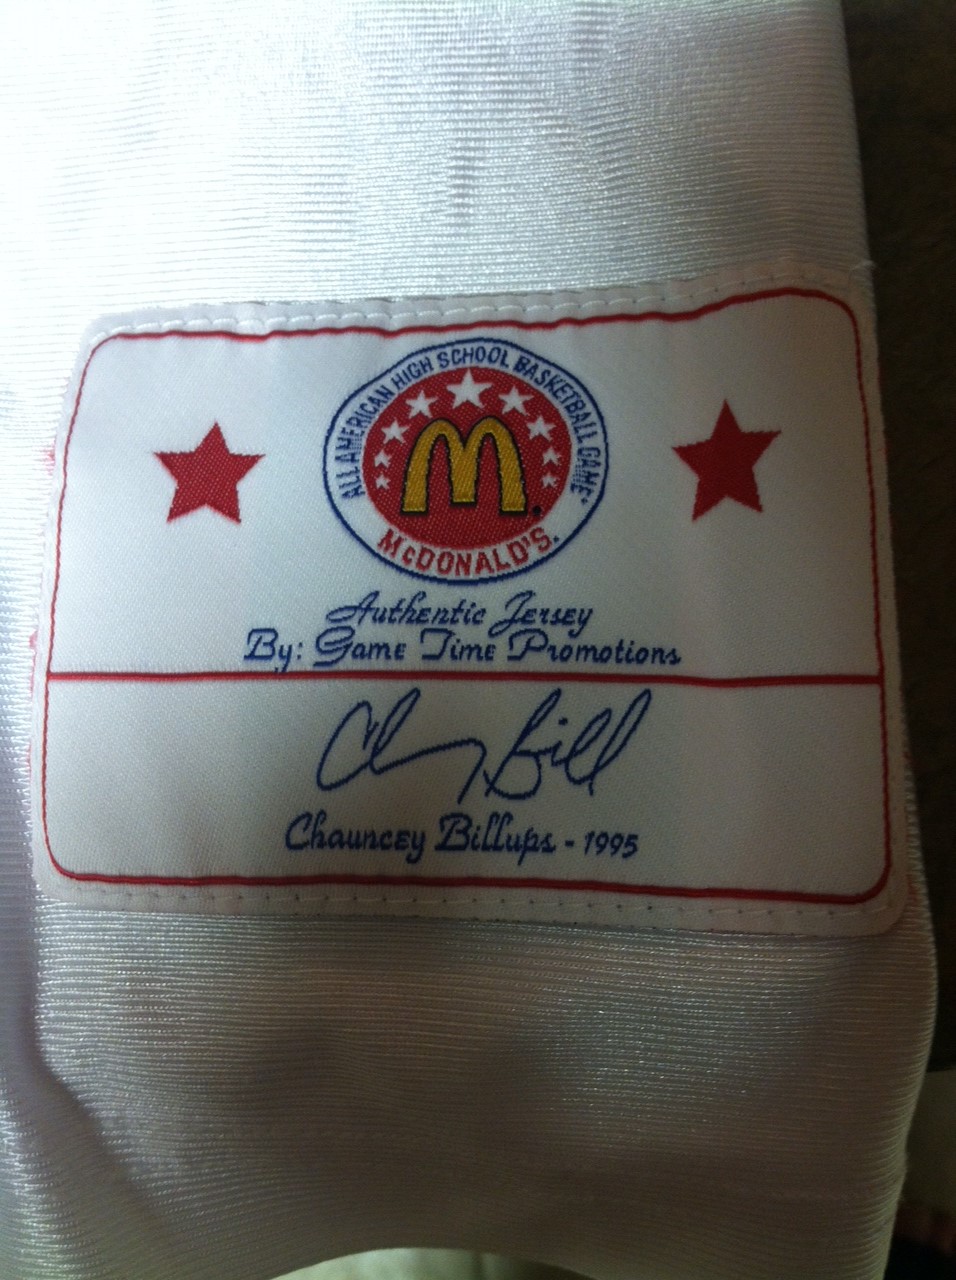 ALL AMERICAN HIGH SCHOOL BASKETBALL GAME
M
McDONALD'S.
Authentic Jersey
By: Game Time Promotions
Chauncey Billups - 1995